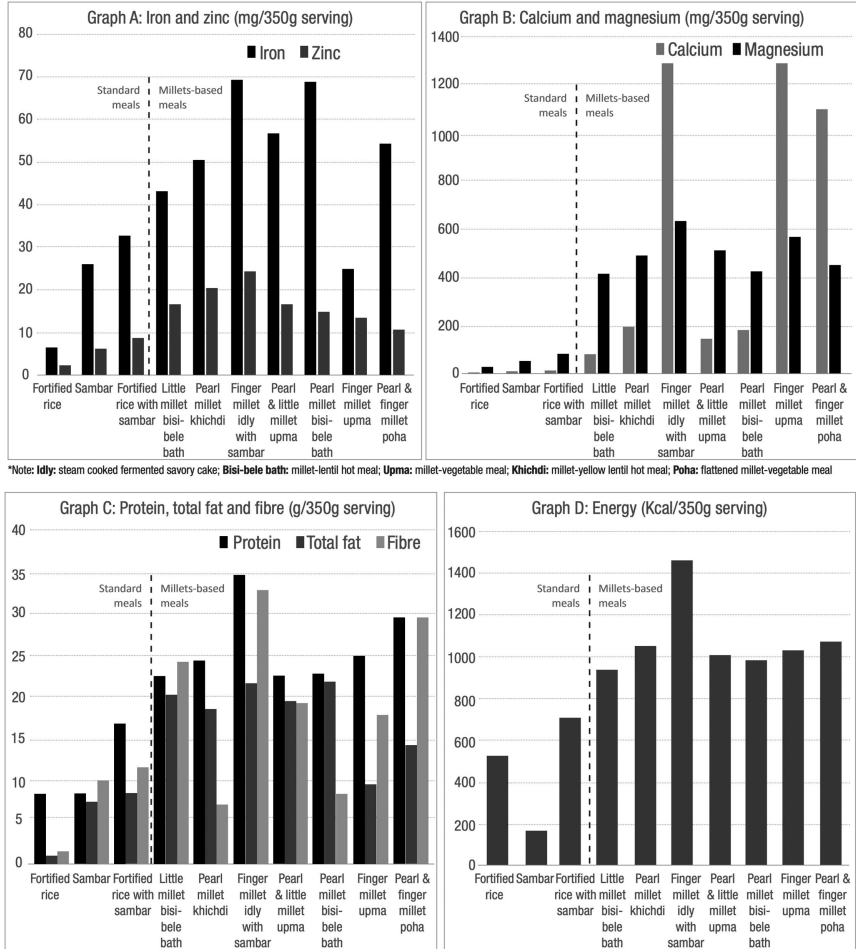 Graph A: Iron and zinc (mg/350g serving)
80
70
60
50
40
30
20
10
0
Iron Zinc
Standard meals
Millets-based meals
Fortified rice
Sambar
Fortified rice with sambar
Little millet bisi-bele bath
Pearl millet khichdi
Finger millet idly with sambar
Pearl & little millet upma
Pearl millet bisi-bele bath
Finger millet upma
Pearl & finger millet poha
Graph B: Calcium and magnesium (mg/350g serving)
1400
1200
1000
800
600
400
200
0
Calcium Magnesium
Standard meals
Millets-based meals
Fortified rice
Sambar
Fortified rice with sambar
Little millet bisi-bele bath
Pearl millet khichdi
Finger millet idly with sambar
Pearl & little millet upma
Pearl millet bisi-bele bath
Finger millet upma
Pearl & finger millet poha
*Note: Idly: steam cooked fermented savory cake; Bisi-bele bath: millet-lentil hot meal; Upma: millet-vegetable meal; Khichdi: millet-yellow lentil hot meal; Poha: flattened millet-vegetable meal
Graph C: Protein, total fat and fibre (g/350g serving)
40
35
30
25
20
15
10
5
0
Protein Total fat Fibre
Standard meals
Millets-based meals
Fortified rice
Sambar
Fortified rice with sambar
Little millet bisi-bele bath
Pearl millet khichdi
Finger millet idly with sambar
Pearl & little millet upma
Pearl millet bisi-bele bath
Finger millet upma
Pearl & finger millet poha
Graph D: Energy (Kcal/350g serving)
1600
1400
1200
1000
800
600
400
200
0
Standard meals
Millets-based meals
Fortified rice
Sambar
Fortified rice with sambar
Little millet bisi-bele bath
Pearl millet khichdi
Finger millet idly with sambar
Pearl & little millet upma
Pearl millet bisi-bele bath
Finger millet upma
Pearl & finger millet poha